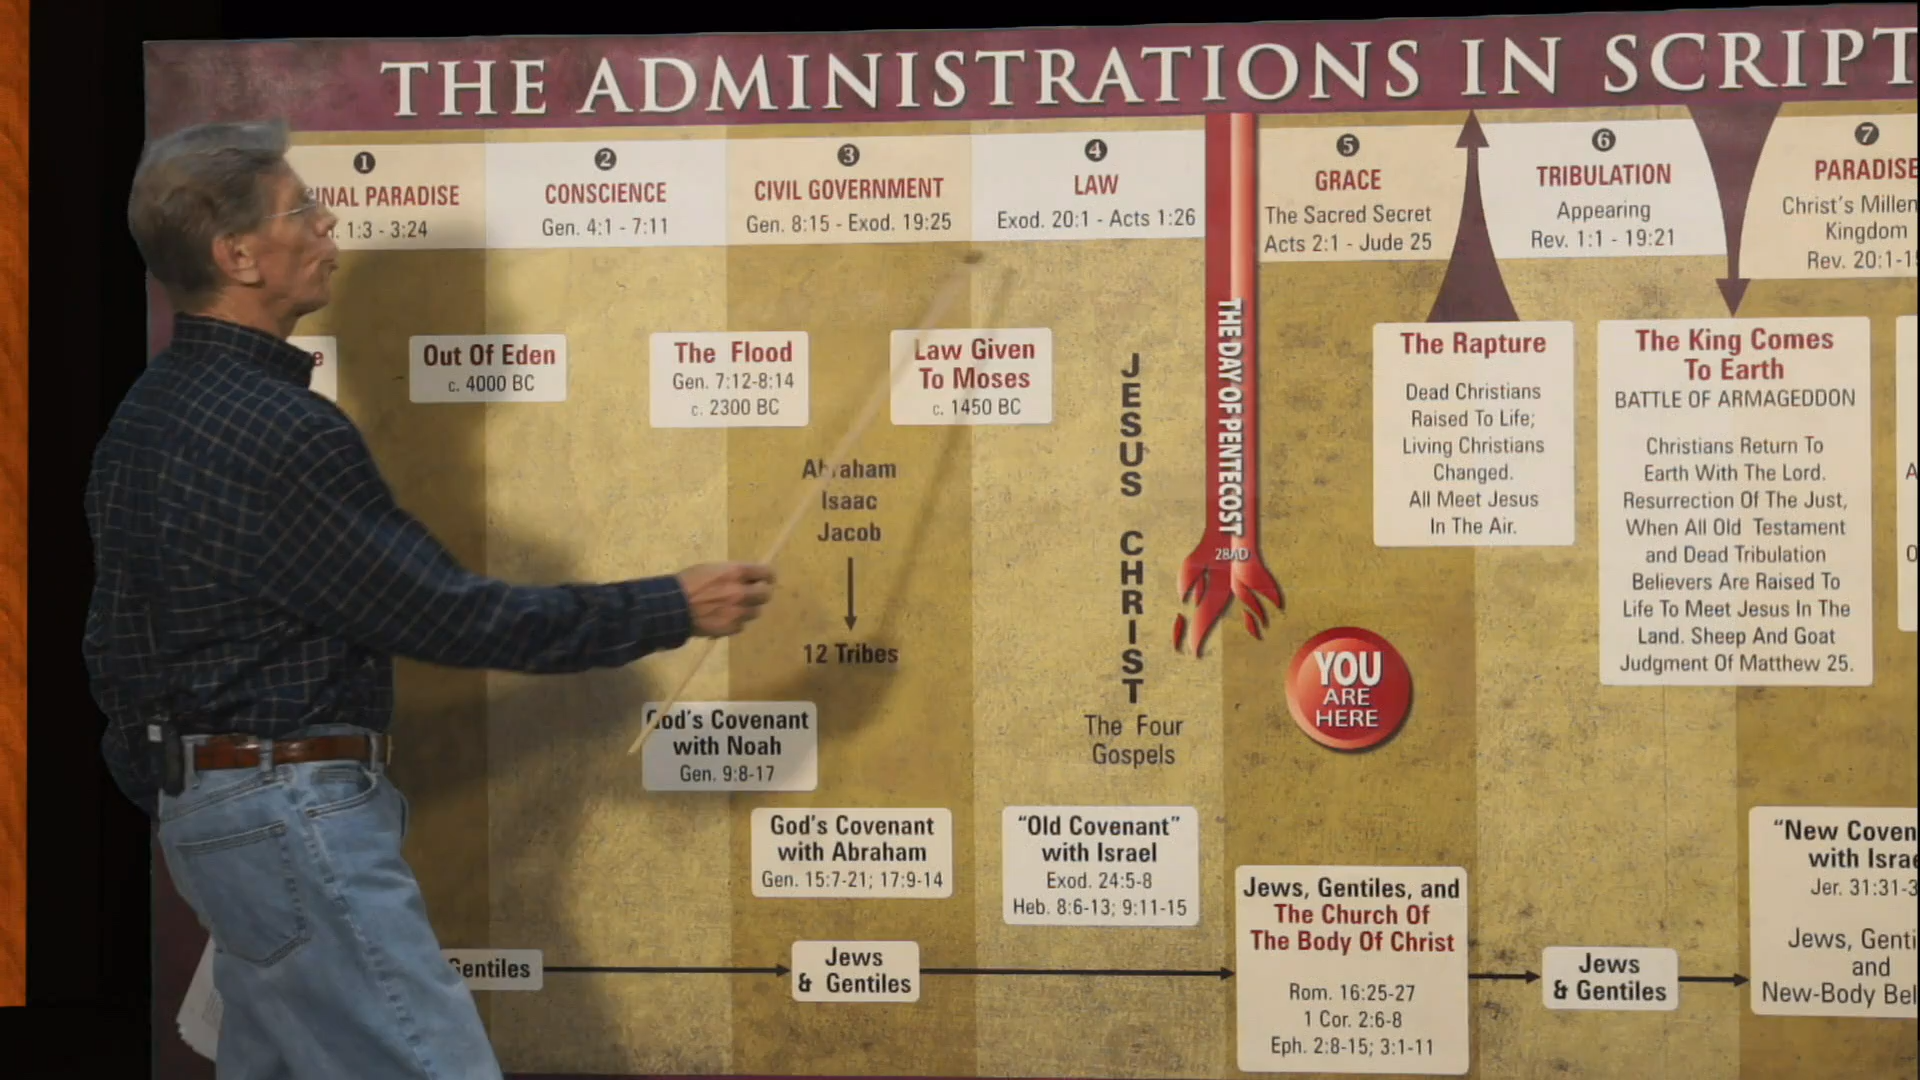 THE ADMINISTRATIONS IN SCRIPT
1
INAL PARADISE
1:3 - 3:24
2
CONSCIENCE
Gen. 4:1 - 7:11
3
CIVIL GOVERNMENT
Gen. 8:15 - Exod. 19:25
4
LAW
Exod. 20:1 - Acts 1:26
5
GRACE
The Sacred Secret
Acts 2:1 - Jude 25
6
TRIBULATION
Appearing
Rev. 1:1 - 19:21
7
PARADISE
Christ's Millen
Kingdom
Rev. 20:1-1
e
Out Of Eden
c. 4000 BC
The Flood
Gen. 7:12-8:14
c. 2300 BC
Law Given
To Moses
c. 1450 BC
Abraham
Isaac
Jacob
12 Tribes
JESUS CHRIST
The Four
Gospels
THE DAY OF PENTECOST
28AD
The Rapture
Dead Christians
Raised To Life;
Living Christians
Changed.
All Meet Jesus
In The Air.
The King Comes
To Earth
BATTLE OF ARMAGEDDON
Christians Return To
Earth With The Lord.
Resurrection Of The Just,
When All Old Testament
and Dead Tribulation
Believers Are Raised To
Life To Meet Jesus In The
Land. Sheep And Goat
Judgment Of Matthew 25.
YOU
ARE
HERE
God's Covenant
with Noah
Gen. 9:8-17
God's Covenant
with Abraham
Gen. 15:7-21; 17:9-14
"Old Covenant"
with Israel
Exod. 24:5-8
Heb. 8:6-13; 9:11-15
"New Coven
with Israe
Jer. 31:31-3
Jews, Genti
and
New-Body Bel
Gentiles
Jews
& Gentiles
Jews, Gentiles, and
The Church Of
The Body Of Christ
Rom. 16:25-27
1 Cor. 2:6-8
Eph. 2:8-15; 3:1-11
Jews
& Gentiles